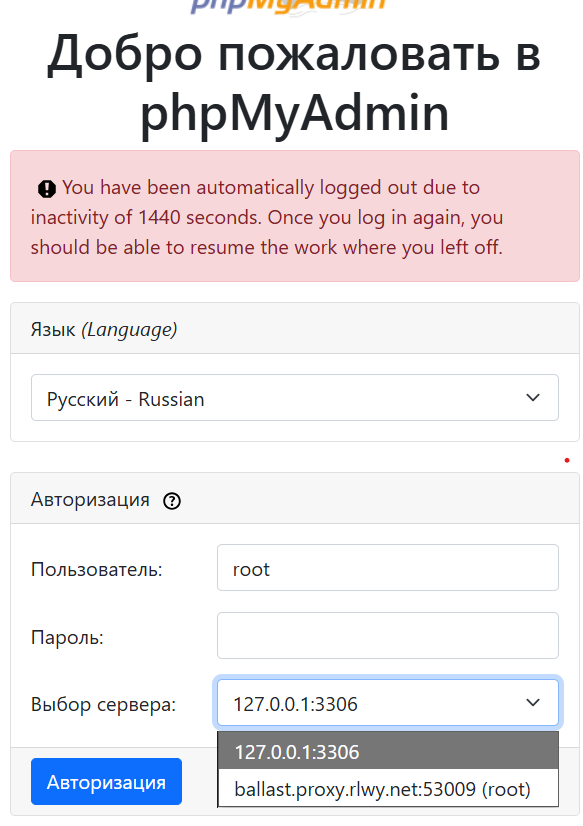 phpMyAdmin
Добро пожаловать в
phpMyAdmin
You have been automatically logged out due to
inactivity of 1440 seconds. Once you log in again, you
should be able to resume the work where you left off.
Язык (Language)
Русский - Russian
Авторизация
Пользователь:
root
Пароль:
Выбор сервера:
127.0.0.1:3306
127.0.0.1:3306
ballast.proxy.rlwy.net:53009 (root)
Авторизация